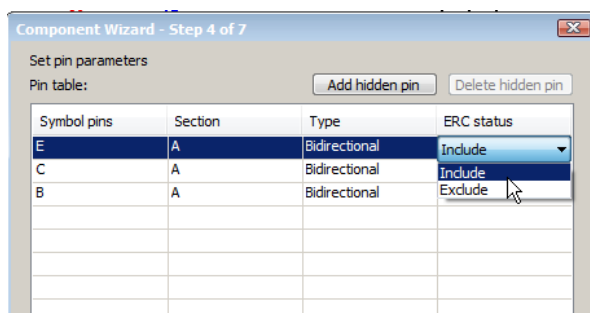 Component Wizard - Step 4 of 7
Set pin parameters
Pin table:
Add hidden pin
Delete hidden pin
Symbol pins Section Type ERC status
E A Bidirectional Include
C A Bidirectional Include
B A Bidirectional Exclude